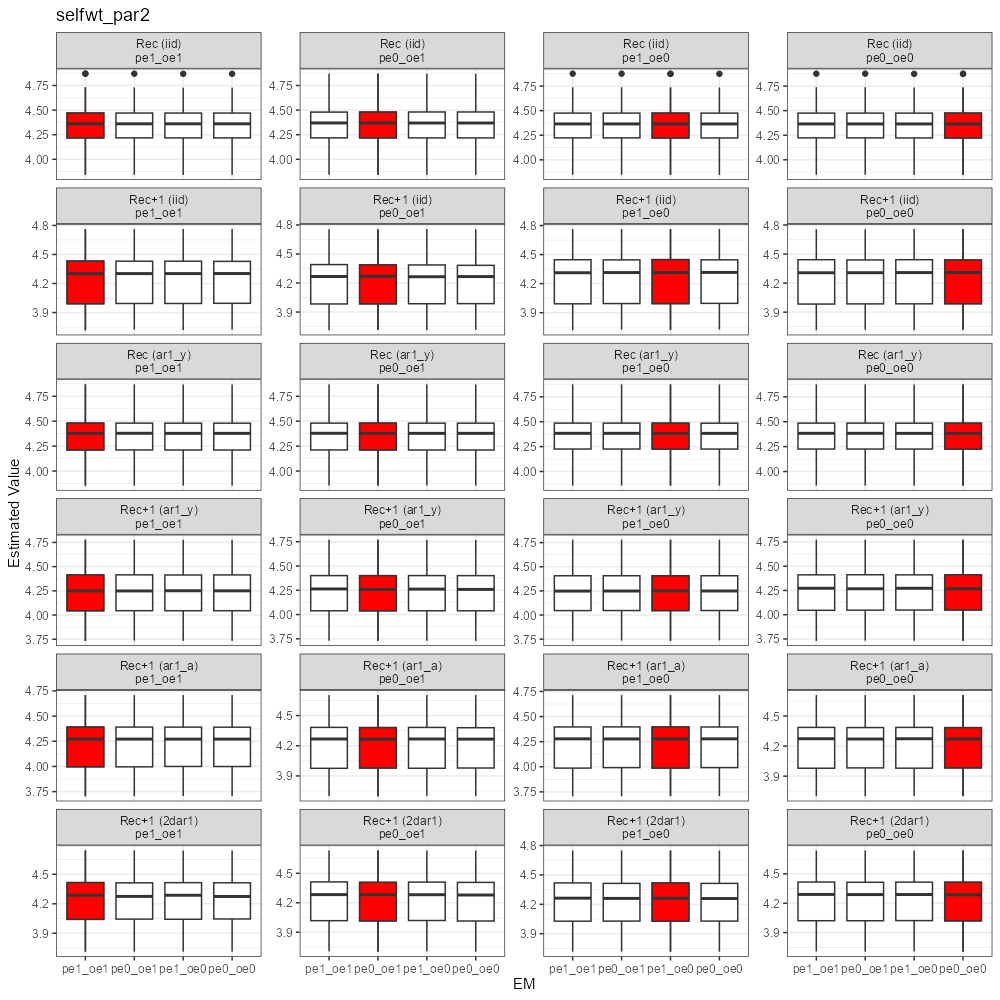 selfwt_par2
Rec (iid)
pe1_oe1
Rec (iid)
pe0_oe1
Rec (iid)
pe1_oe0
Rec (iid)
pe0_oe0
4.75
4.50
4.25
4.00
4.75
4.50
4.25
4.00
4.75
4.50
4.25
4.00
4.75
4.50
4.25
4.00
Rec+1 (iid)
pe1_oe1
Rec+1 (iid)
pe0_oe1
Rec+1 (iid)
pe1_oe0
Rec+1 (iid)
pe0_oe0
4.8
4.5
4.2
3.9
4.8
4.5
4.2
3.9
4.8
4.5
4.2
3.9
4.8
4.5
4.2
3.9
Rec (ar1_y)
pe1_oe1
Rec (ar1_y)
pe0_oe1
Rec (ar1_y)
pe1_oe0
Rec (ar1_y)
pe0_oe0
4.75
4.50
4.25
4.00
4.75
4.50
4.25
4.00
4.75
4.50
4.25
4.00
4.75
4.50
4.25
4.00
Estimated Value
Rec+1 (ar1_y)
pe1_oe1
Rec+1 (ar1_y)
pe0_oe1
Rec+1 (ar1_y)
pe1_oe0
Rec+1 (ar1_y)
pe0_oe0
4.75
4.50
4.25
4.00
3.75
4.75
4.50
4.25
4.00
3.75
4.75
4.50
4.25
4.00
3.75
4.75
4.50
4.25
4.00
3.75
Rec+1 (ar1_a)
pe1_oe1
Rec+1 (ar1_a)
pe0_oe1
Rec+1 (ar1_a)
pe1_oe0
Rec+1 (ar1_a)
pe0_oe0
4.75
4.50
4.25
4.00
3.75
4.5
4.2
3.9
4.75
4.50
4.25
4.00
3.75
4.5
4.2
3.9
Rec+1 (2dar1)
pe1_oe1
Rec+1 (2dar1)
pe0_oe1
Rec+1 (2dar1)
pe1_oe0
Rec+1 (2dar1)
pe0_oe0
4.5
4.2
3.9
4.5
4.2
3.9
4.8
4.5
4.2
3.9
4.5
4.2
3.9
pe1_oe1 pe0_oe1 pe1_oe0 pe0_oe0
pe1_oe1 pe0_oe1 pe1_oe0 pe0_oe0
pe1_oe1 pe0_oe1 pe1_oe0 pe0_oe0
pe1_oe1 pe0_oe1 pe1_oe0 pe0_oe0
EM